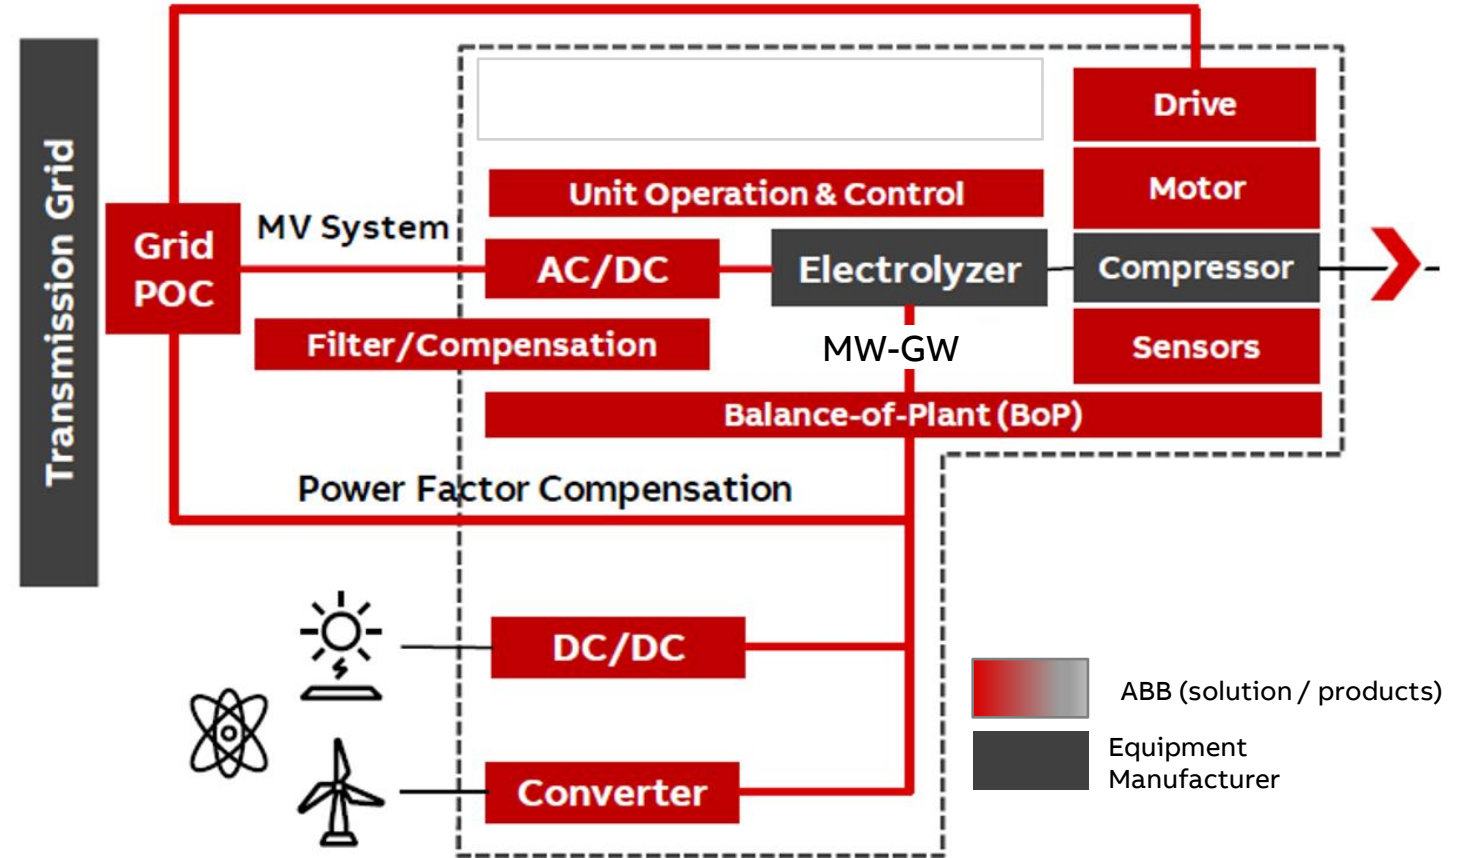 Transmission Grid
Grid
POC
MV System
Drive
Motor
Unit Operation & Control
AC/DC
Electrolyzer
Compressor
Filter/Compensation
MW-GW
Sensors
Balance-of-Plant (BoP)
Power Factor Compensation
DC/DC
Converter
ABB (solution / products)
Equipment
Manufacturer